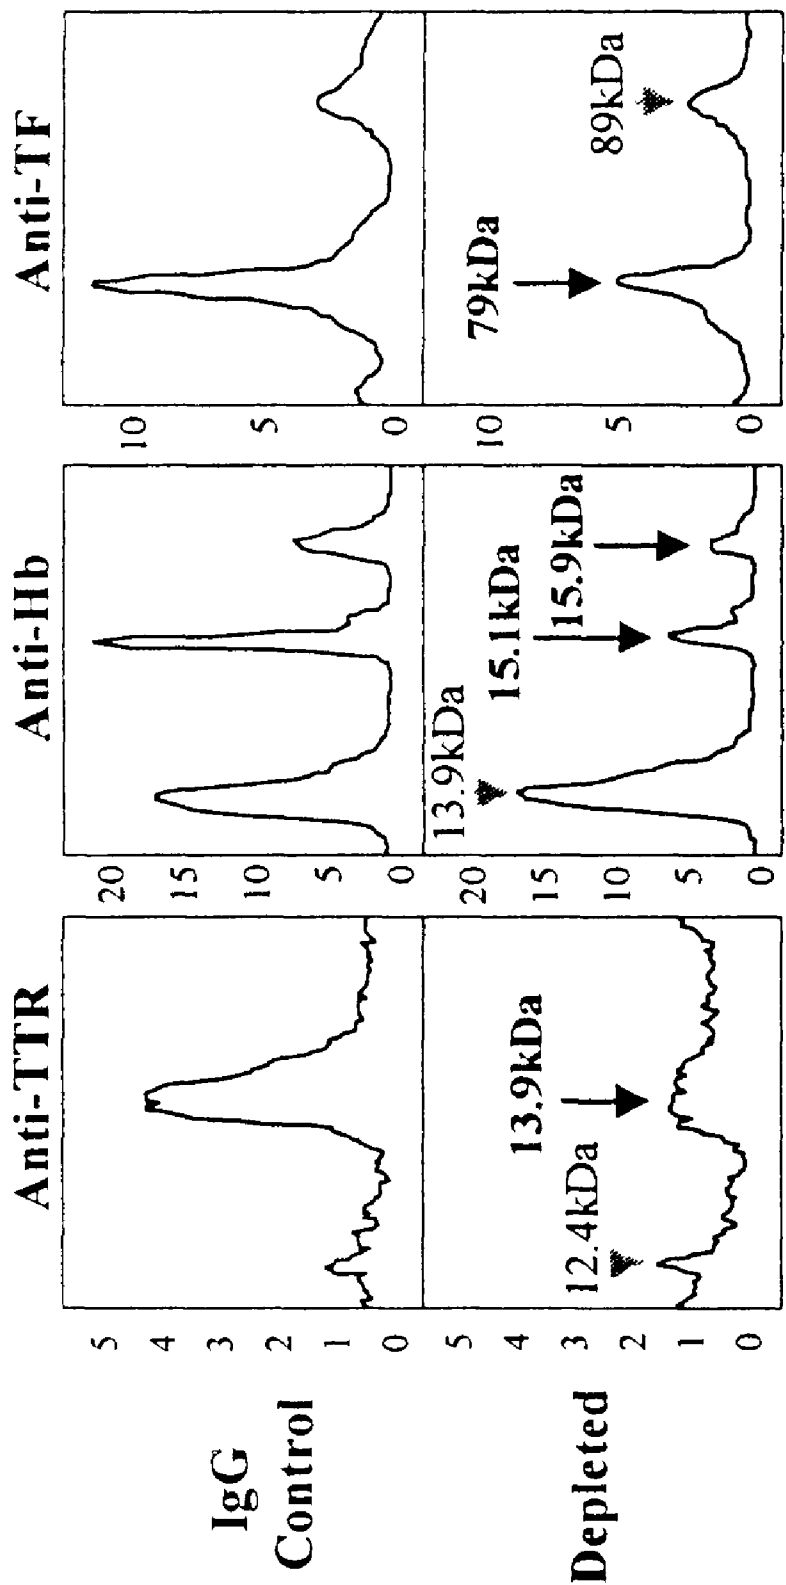 Anti-TTR
Anti-Hb
Anti-TF
IgG
Control
5
4
3
2
1
0
20
15
10
5
0
10
5
0
Depleted
5
4
3
2
1
0
12.4kDa
13.9kDa
20
15
10
5
0
13.9kDa
15.1kDa
15.9kDa
10
5
0
79kDa
89kDa